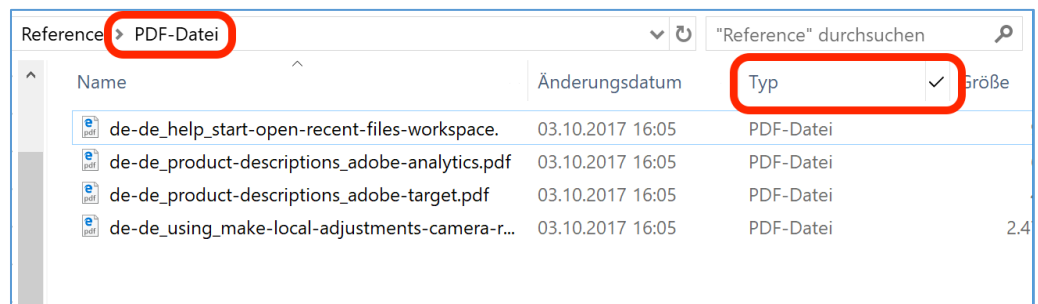 Reference > PDF-Datei "Reference" durchsuchen
Name Änderungsdatum Typ Größe
de-de_help_start-open-recent-files-workspace. 03.10.2017 16:05 PDF-Datei
de-de_product-descriptions_adobe-analytics.pdf 03.10.2017 16:05 PDF-Datei
de-de_product-descriptions_adobe-target.pdf 03.10.2017 16:05 PDF-Datei
de-de_using_make-local-adjustments-camera-r... 03.10.2017 16:05 PDF-Datei 2.4